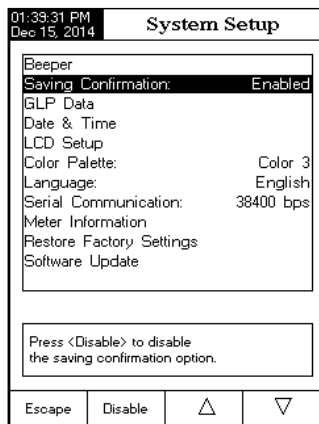 01:39:31 PM
Dec 15, 2014
System Setup
Beeper
Saving Confirmation: Enabled
GLP Data
Date & Time
LCD Setup
Color Palette: Color 3
Language: English
Serial Communication: 38400 bps
Meter Information
Restore Factory Settings
Software Update
Press <Disable> to disable
the saving confirmation option.
Escape Disable △ ▽